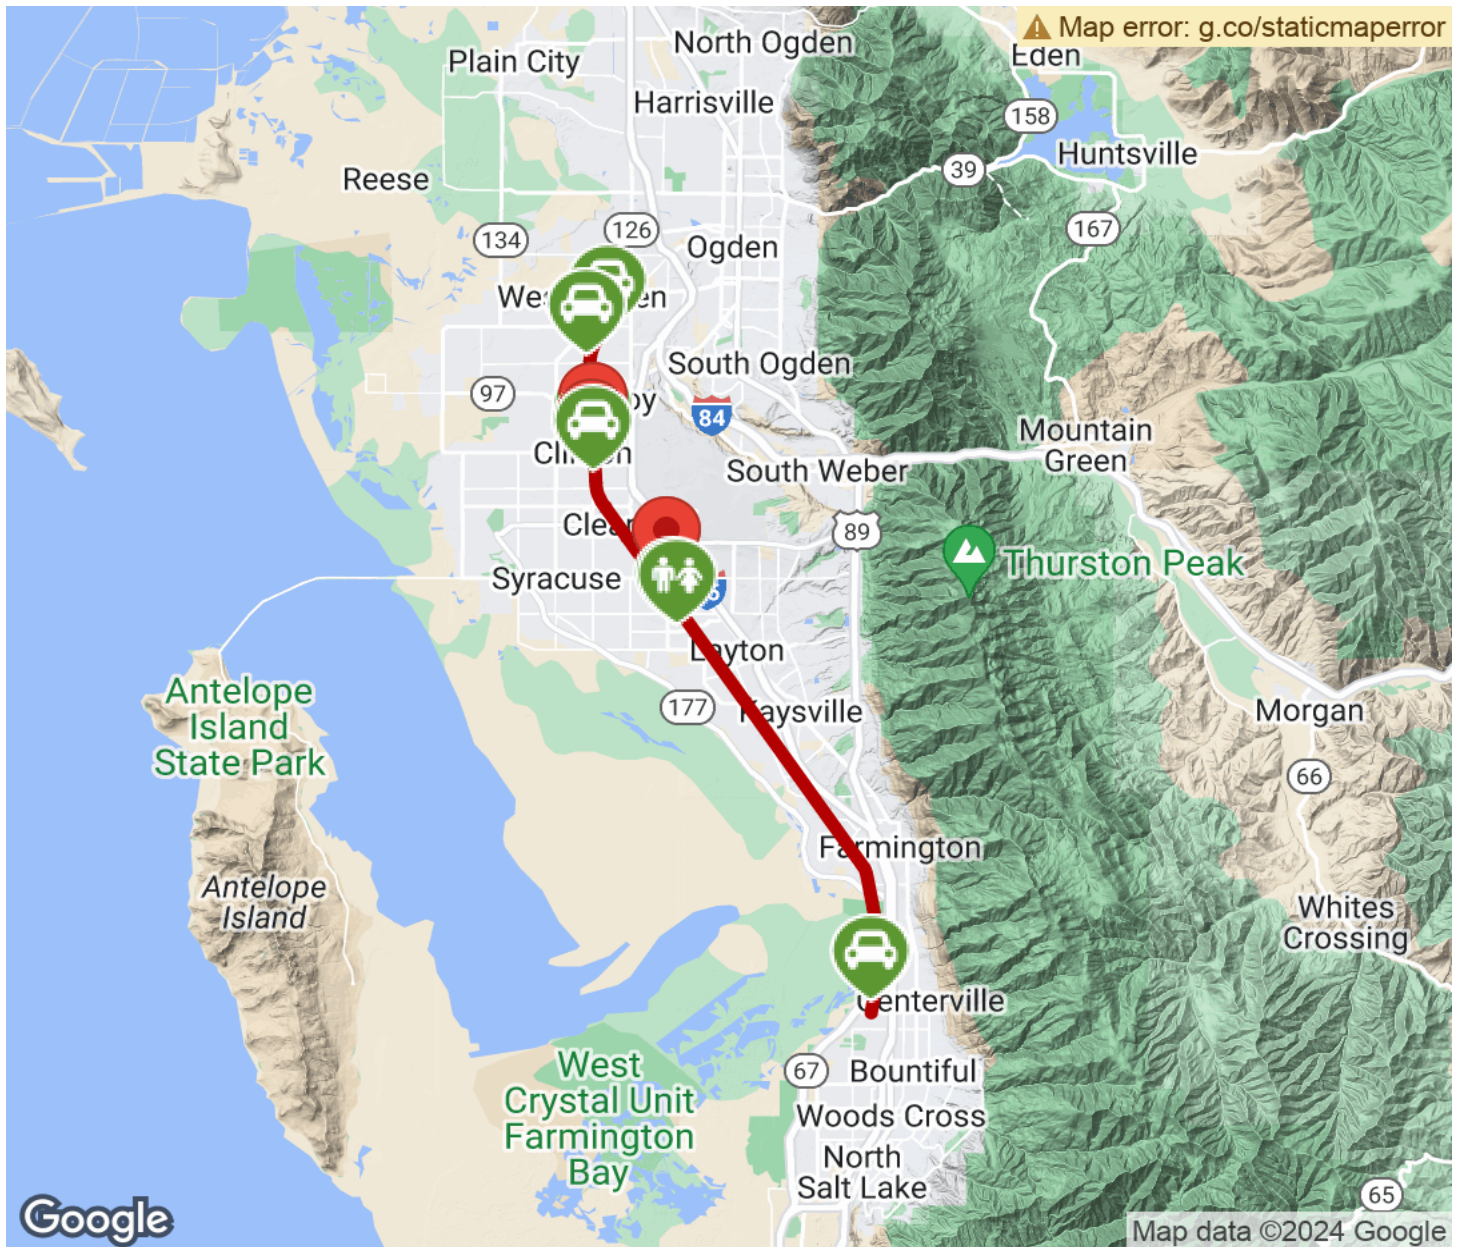 Map error: g.co/staticmaperror
North Ogden
Plain City
Eden
Harrisville
158
Huntsville
39
Reese
126
167
134
Ogden
South Ogden
97
84
Mountain
Green
South Weber
89
Thurston Peak
Syracuse
Layton
Antelope
Island
State Park
177
Kaysville
Morgan
66
Farmington
Antelope
Island
Whites
Crossing
Centerville
West
Crystal Unit
Farmington
Bay
67
Bountiful
Woods Cross
North
Salt Lake
65
Google
Map data ©2024 Google